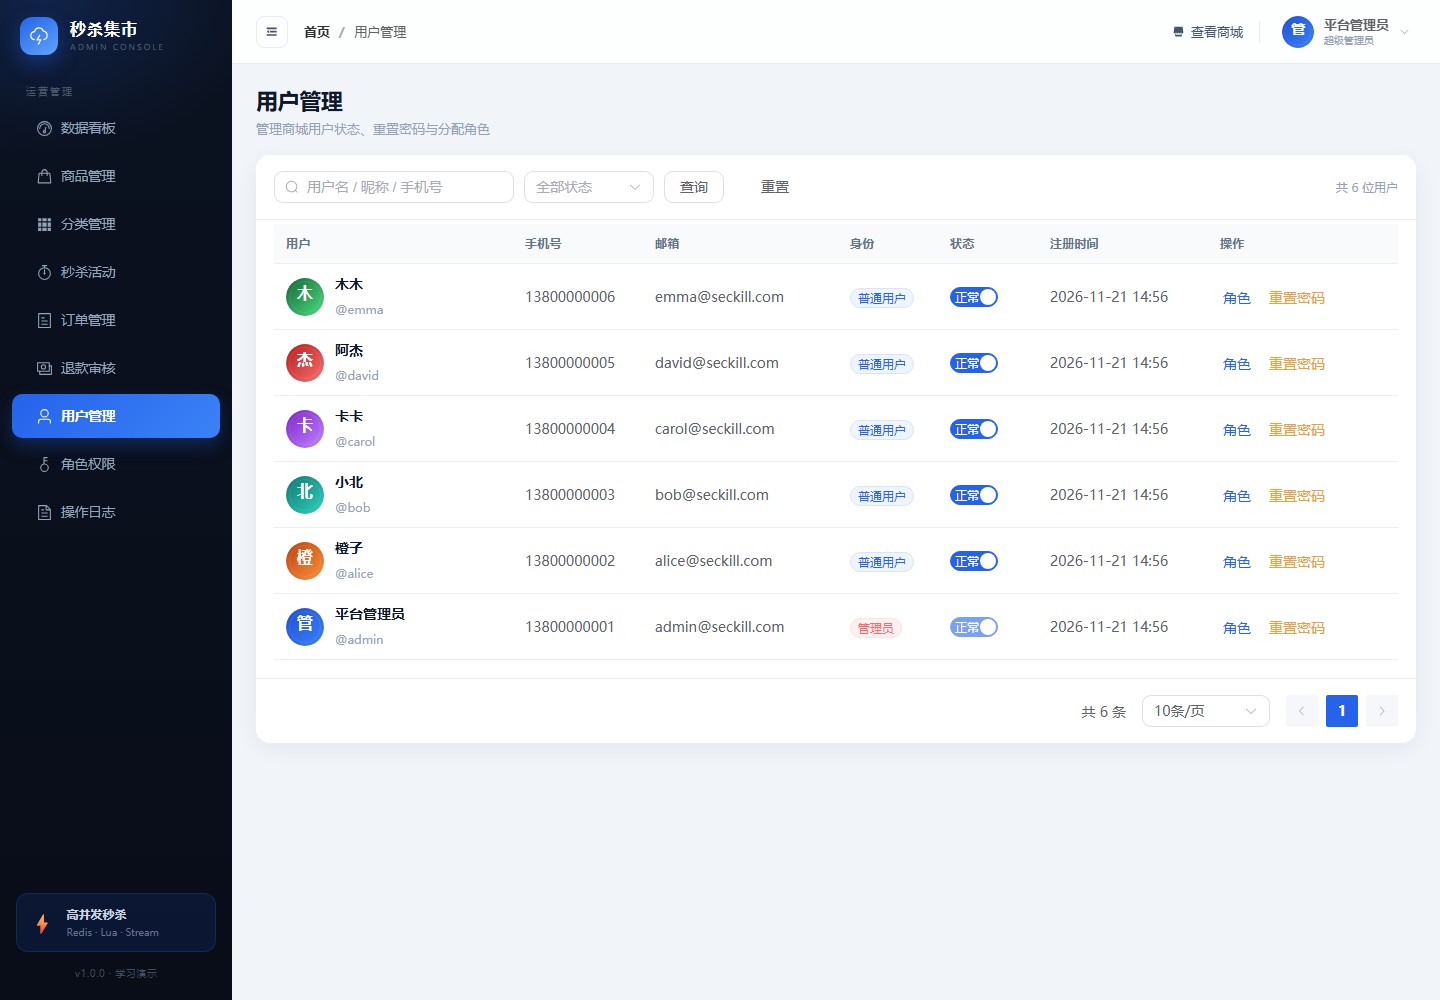 秒杀集市
ADMIN CONSOLE
运营管理
数据看板
商品管理
分类管理
秒杀活动
订单管理
退款审核
用户管理
角色权限
操作日志
高并发秒杀
Redis · Lua · Stream
v1.0.0 · 学习演示
首页 / 用户管理
查看商城
管
平台管理员
超级管理员
用户管理
管理商城用户状态、重置密码与分配角色
用户名 / 昵称 / 手机号
全部状态
查询
重置
共 6 位用户
用户 手机号 邮箱 身份 状态 注册时间 操作
木 木木 @emma 13800000006 emma@seckill.com 普通用户 正常 2026-11-21 14:56 角色 重置密码
杰 阿杰 @david 13800000005 david@seckill.com 普通用户 正常 2026-11-21 14:56 角色 重置密码
卡 卡卡 @carol 13800000004 carol@seckill.com 普通用户 正常 2026-11-21 14:56 角色 重置密码
北 小北 @bob 13800000003 bob@seckill.com 普通用户 正常 2026-11-21 14:56 角色 重置密码
橙 橙子 @alice 13800000002 alice@seckill.com 普通用户 正常 2026-11-21 14:56 角色 重置密码
管 平台管理员 @admin 13800000001 admin@seckill.com 管理员 正常 2026-11-21 14:56 角色 重置密码
共 6 条 10条/页 1